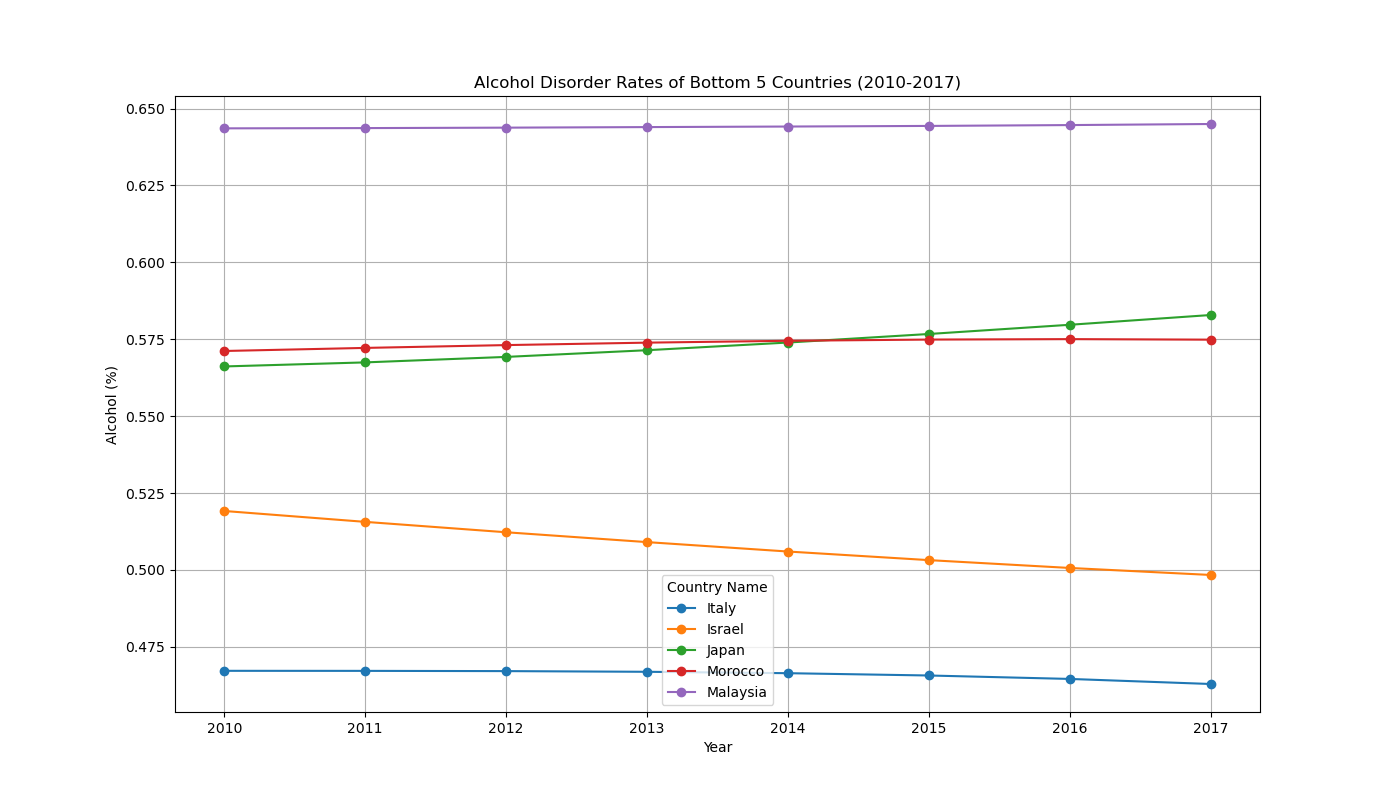 Alcohol Disorder Rates of Bottom 5 Countries (2010-2017)
0.650
0.625
0.600
0.575
0.550
0.525
0.500
0.475
Alcohol (%)
Country Name
Italy
Israel
Japan
Morocco
Malaysia
2010 2011 2012 2013 2014 2015 2016 2017
Year